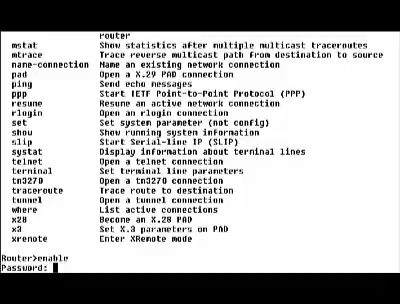 router
mstat Show statistics after multiple multicast traceroutes
mtrace Trace reverse multicast path from destination to source
name-connection Name an existing network connection
pad Open a X.29 PAD connection
ping Send echo messages
ppp Start IETF Point-to-Point Protocol (PPP)
resume Resume an active network connection
rlogin Open an rlogin connection
set Set system parameter (not config)
show Show running system information
slip Start Serial-line IP (SLIP)
systat Display information about terminal lines
telnet Open a telnet connection
terminal Set terminal line parameters
tn3270 Open a tn3270 connection
traceroute Trace route to destination
tunnel Open a tunnel connection
where List active connections
x28 Become an X.28 PAD
x3 Set X.3 parameters on PAD
xremote Enter XRemote mode
Router>enable
Password: